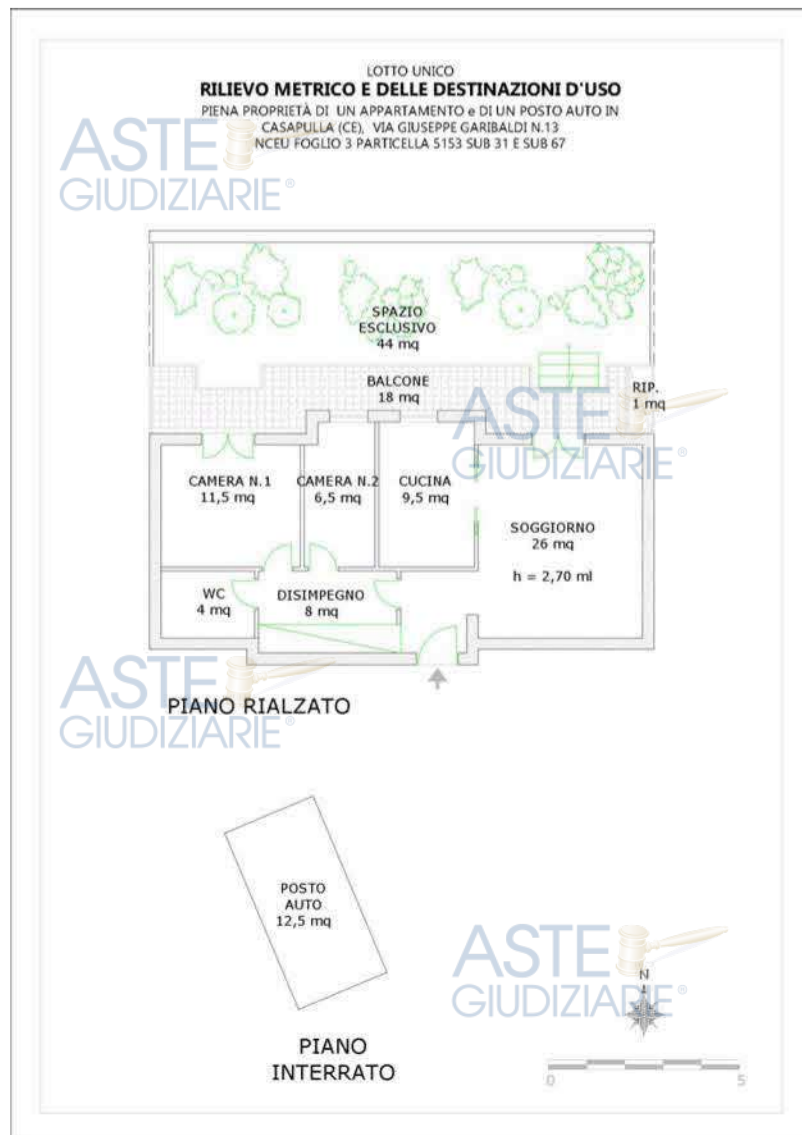 LOTTO UNICO
RILIEVO METRICO E DELLE DESTINAZIONI D'USO
PIENA PROPRIETÀ DI UN APPARTAMENTO e DI UN POSTO AUTO IN
CASAPULLA (CE), VIA GIUSEPPE GARIBALDI N.13
NCEU FOGLIO 3 PARTICELLA 5153 SUB 31 E SUB 67
ASTE
GIUDIZIARIE®
SPAZIO
ESCLUSIVO
44 mq
BALCONE
18 mq
RIP.
1 mq
ASTE
GIUDIZIARIE®
CAMERA N.1
11,5 mq
CAMERA N.2
6,5 mq
CUCINA
9,5 mq
SOGGIORNO
26 mq
h = 2,70 ml
WC
4 mq
DISIMPEGNO
8 mq
ASTE
GIUDIZIARIE®
PIANO RIALZATO
POSTO
AUTO
12,5 mq
ASTE
GIUDIZIARIE®
N
PIANO
INTERRATO
0 5